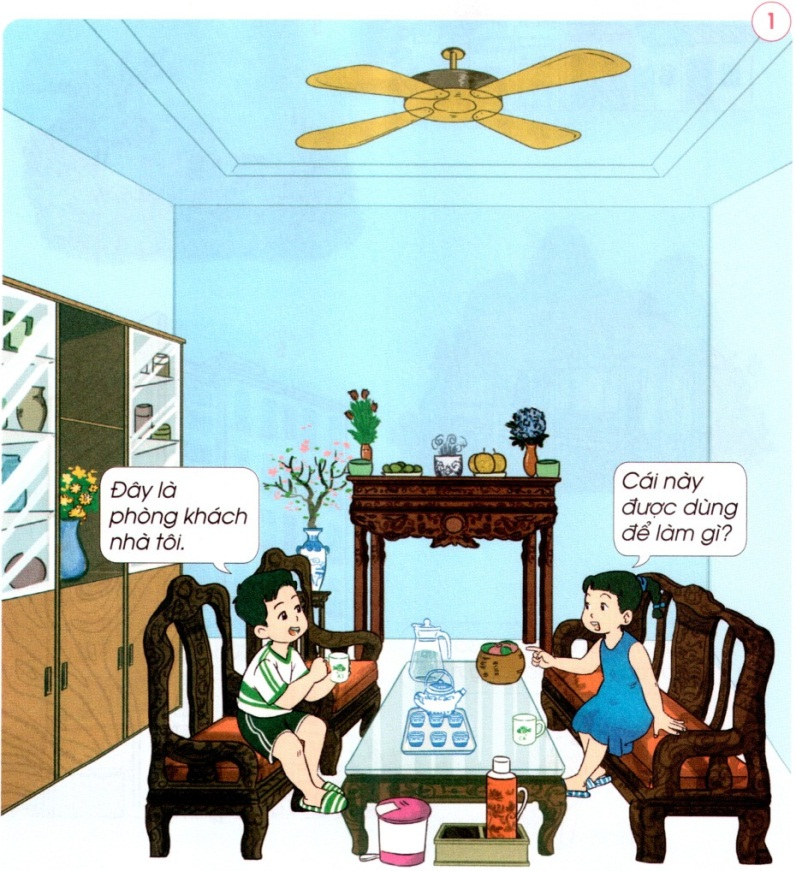 1
Đây là
phòng khách
nhà tôi.
Cái này
được dùng
để làm gì?